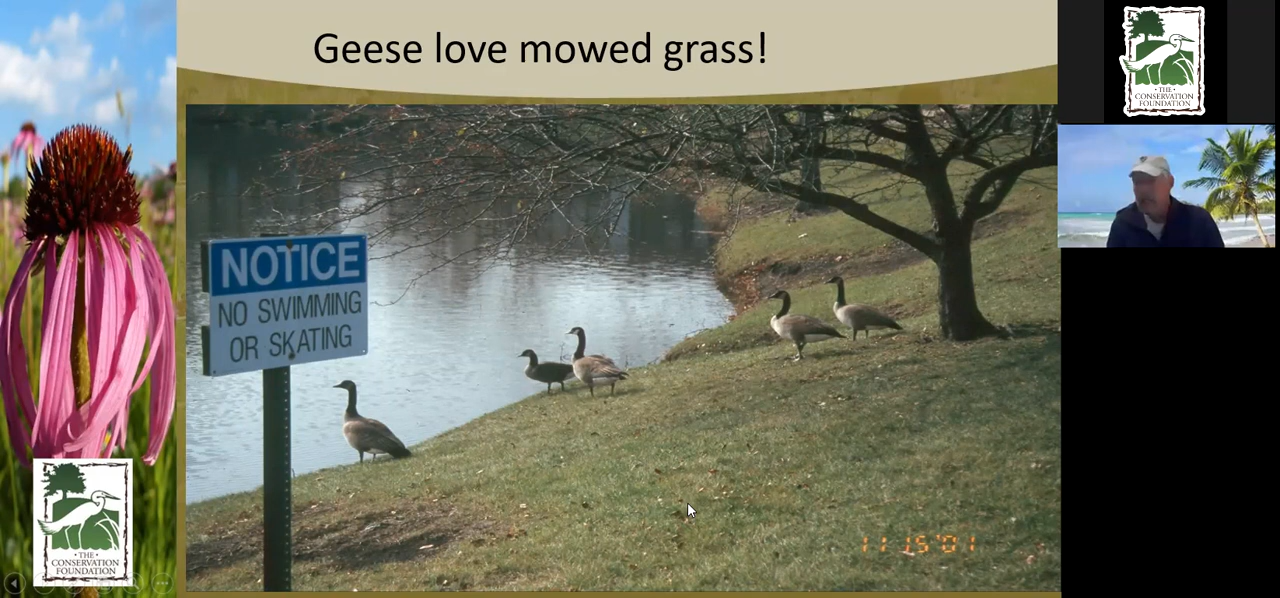 Geese love mowed grass!
NOTICE
NO SWIMMING
OR SKATING
11 15 '01
• THE •
CONSERVATION
FOUNDATION
• THE •
CONSERVATION
FOUNDATION